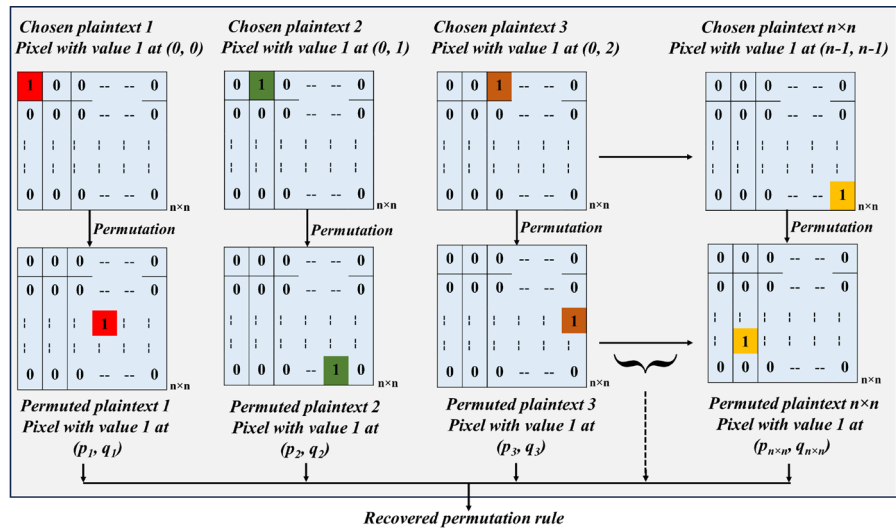 Chosen plaintext 1
Pixel with value 1 at (0, 0)
Chosen plaintext 2
Pixel with value 1 at (0, 1)
Chosen plaintext 3
Pixel with value 1 at (0, 2)
Chosen plaintext n×n
Pixel with value 1 at (n-1, n-1)
1 0 0 -- -- 0
0 0 0 -- -- 0
¦ ¦ ¦ ¦ ¦ ¦
¦ ¦ ¦ ¦ ¦ ¦
0 0 0 -- -- 0
n×n
0 1 0 -- -- 0
0 0 0 -- -- 0
¦ ¦ ¦ ¦ ¦ ¦
¦ ¦ ¦ ¦ ¦ ¦
0 0 0 -- -- 0
n×n
0 0 1 -- -- 0
0 0 0 -- -- 0
¦ ¦ ¦ ¦ ¦ ¦
¦ ¦ ¦ ¦ ¦ ¦
0 0 0 -- -- 0
n×n
0 0 0 -- -- 0
0 0 0 -- -- 0
¦ ¦ ¦ ¦ ¦ ¦
¦ ¦ ¦ ¦ ¦ ¦
0 0 0 -- -- 1
n×n
Permutation
Permutation
Permutation
Permutation
0 0 0 -- -- 0
0 0 0 -- -- 0
¦ ¦ ¦ 1 ¦ ¦
¦ ¦ ¦ ¦ ¦ ¦
0 0 0 -- -- 0
n×n
0 0 0 -- -- 0
0 0 0 -- -- 0
¦ ¦ ¦ ¦ ¦ ¦
¦ ¦ ¦ ¦ ¦ ¦
0 0 0 -- 1 0
n×n
0 0 0 -- -- 0
0 0 0 -- -- 0
¦ ¦ ¦ ¦ ¦ 1
¦ ¦ ¦ ¦ ¦ ¦
0 0 0 -- -- 0
n×n
0 0 0 -- -- 0
0 0 0 -- -- 0
¦ ¦ ¦ ¦ ¦ ¦
¦ 1 ¦ ¦ ¦ ¦
0 0 0 -- -- 0
n×n
Permuted plaintext 1
Pixel with value 1 at
(p₁, q₁)
Permuted plaintext 2
Pixel with value 1 at
(p₂, q₂)
Permuted plaintext 3
Pixel with value 1 at
(p₃, q₃)
Permuted plaintext n×n
Pixel with value 1 at
(pn×n, qn×n)
Recovered permutation rule